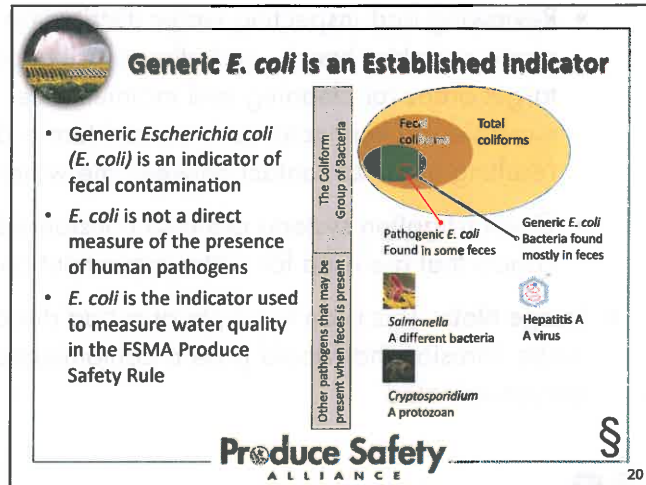 Generic E. coli is an Established Indicator
• Generic Escherichia coli
(E. coli) is an indicator of
fecal contamination
• E. coli is not a direct
measure of the presence
of human pathogens
• E. coli is the indicator used
to measure water quality
in the FSMA Produce
Safety Rule
The Coliform
Group of Bacteria
Fecal
coliforms
Total
coliforms
Pathogenic E. coli
Found in some feces
Generic E. coli
Bacteria found
mostly in feces
Other pathogens that may be
present when feces is present
Salmonella
A different bacteria
Hepatitis A
A virus
Cryptosporidium
A protozoan
Produce Safety
ALLIANCE
§
20